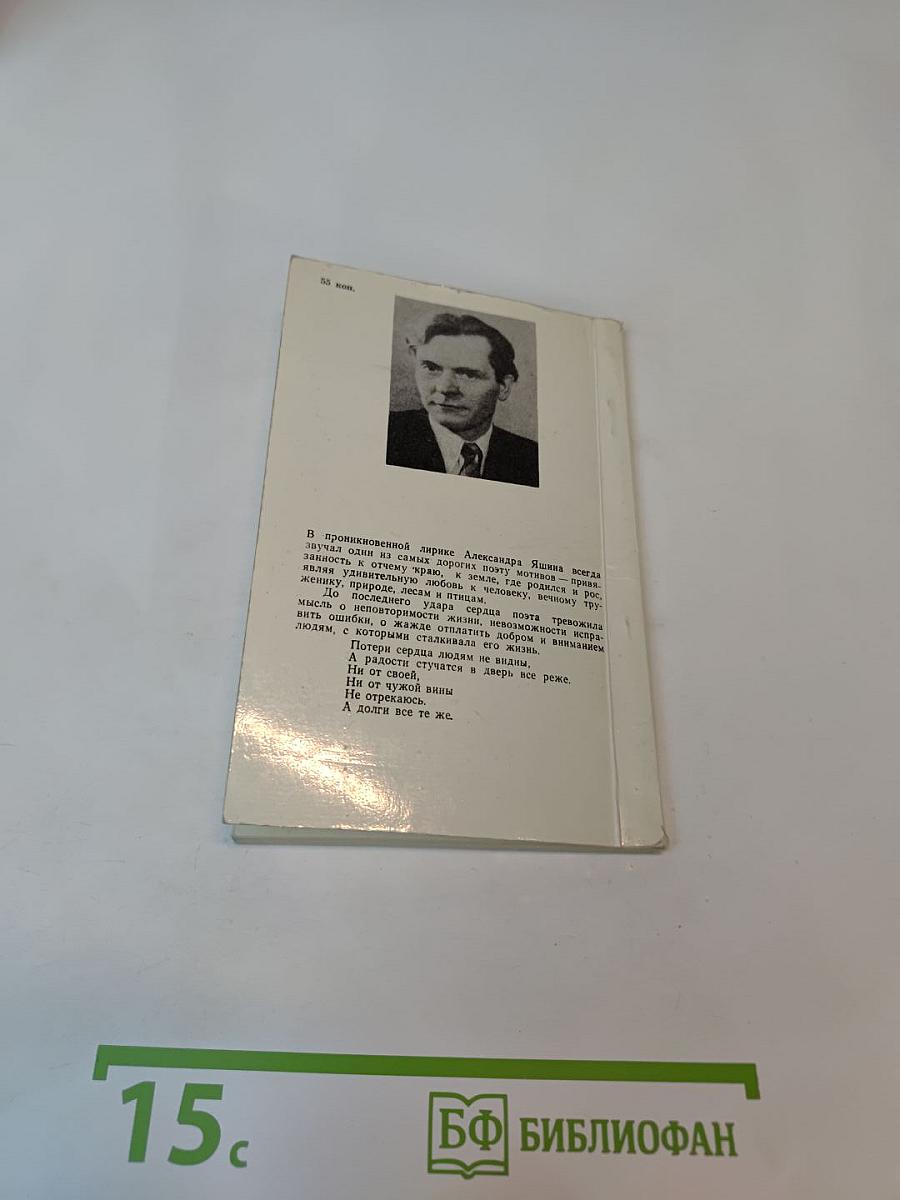 55 коп.
В проникновенной лирике Александра Яшина всегда
звучал один из самых дорогих поэту мотивов — привя-
занность к отчему краю, к земле, где родился и рос,
являя удивительную любовь к человеку, вечному тру-
женику, природе, лесам и птицам.
До последнего удара сердца поэта тревожила
мысль о неповторимости жизни, невозможности испра-
вить ошибки, о жажде отплатить добром и вниманием
людям, с которыми сталкивала его жизнь.
Потери сердца людям не видны,
А радости стучатся в дверь все реже.
Ни от своей,
Ни от чужой вины
Не отрекаюсь.
А долги все те же.
15 с
БФ БИБЛИОФАН